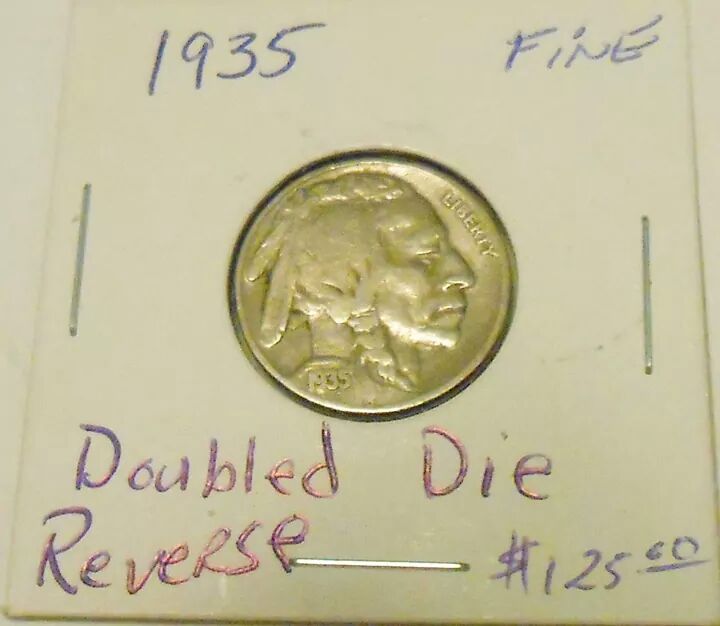 1935 FINE
LIBERTY
1935
Doubled Die
Reverse $125.00